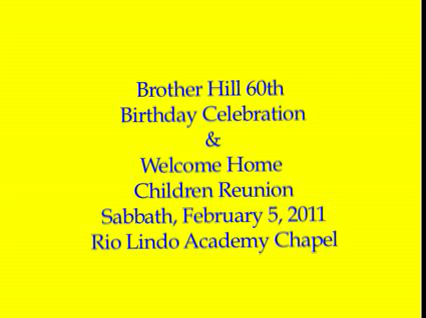 Brother Hill 60th
Birthday Celebration
&
Welcome Home
Children Reunion
Sabbath, February 5, 2011
Rio Lindo Academy Chapel